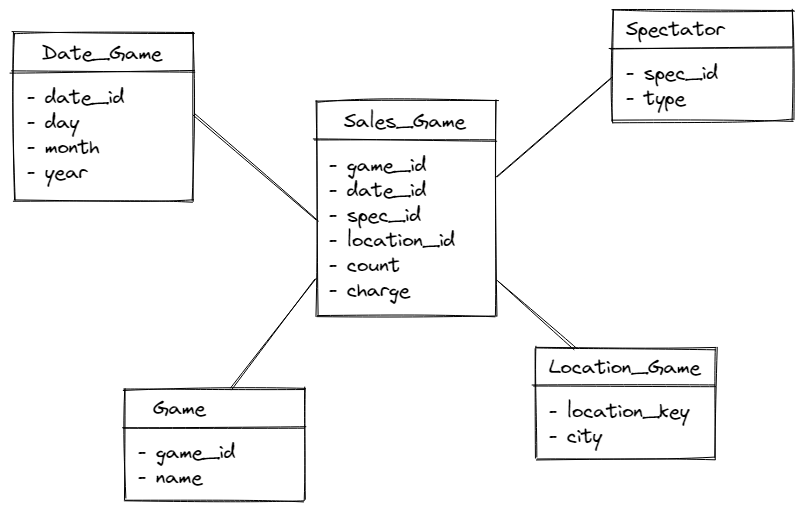 Date_Game
- date_id
- day
- month
- year
Spectator
- spec_id
- type
Sales_Game
- game_id
- date_id
- spec_id
- location_id
- count
- charge
Game
- game_id
- name
Location_Game
- location_key
- city